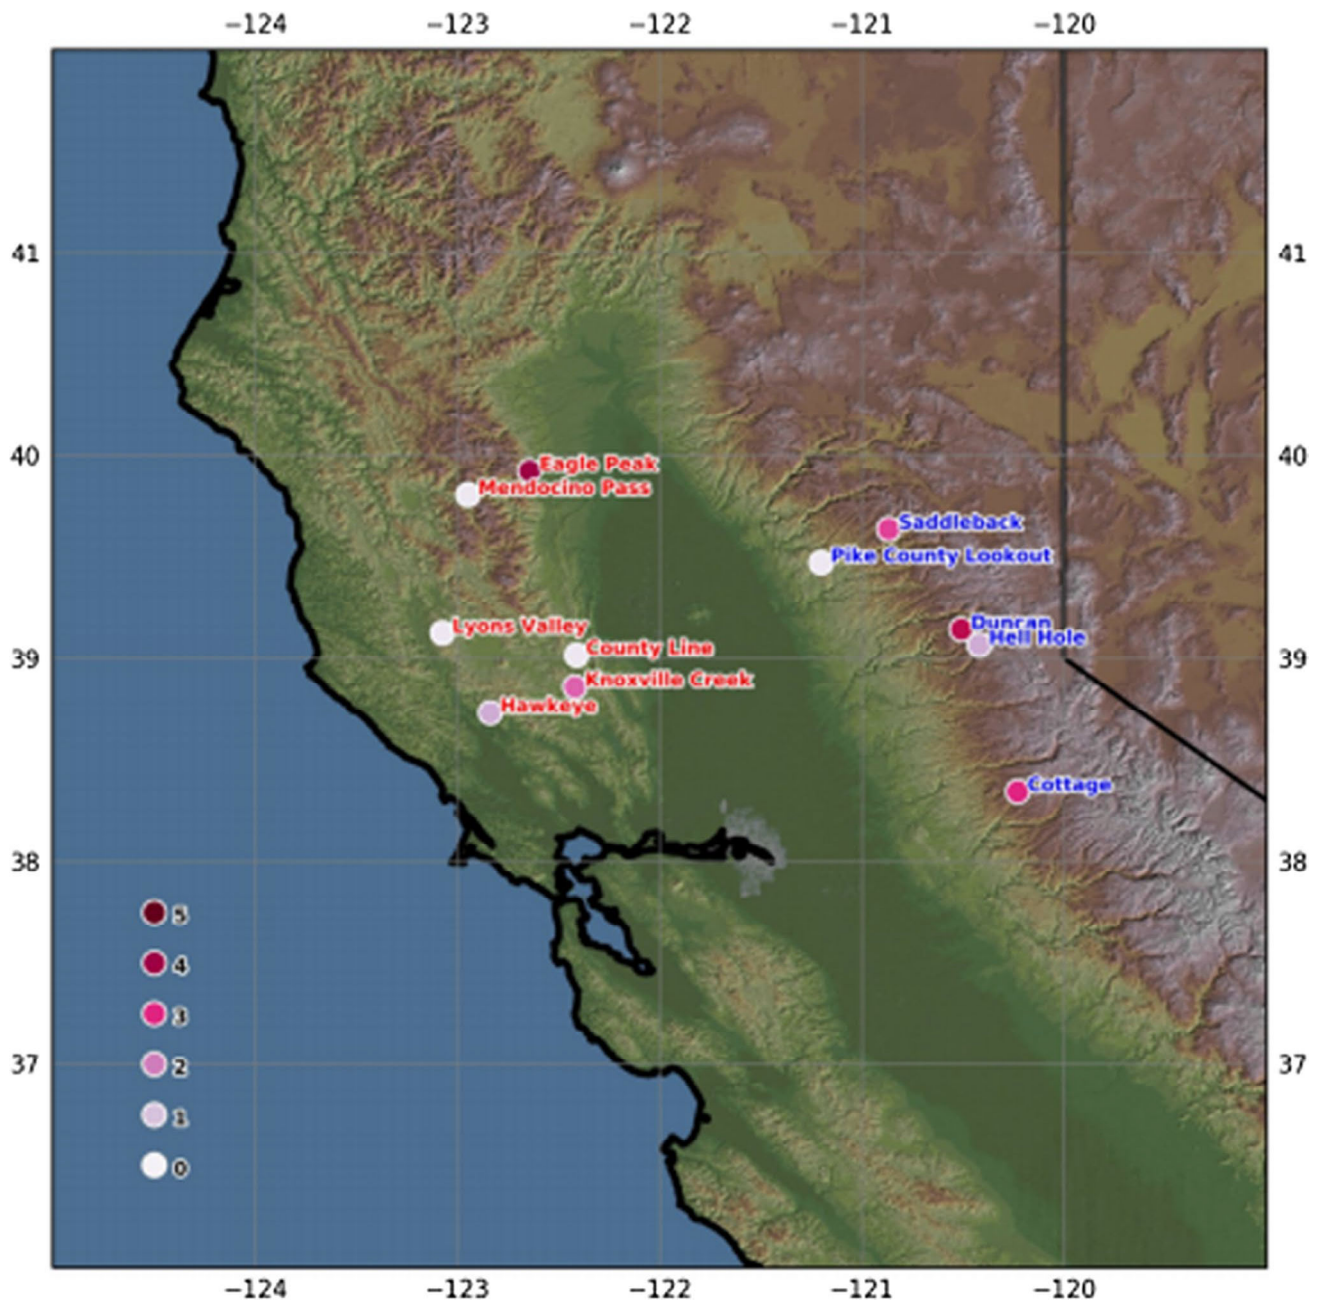 −124 −123 −122 −121 −120
41 41
40 40
Eagle Peak
Mendocino Pass
Saddleback
Pike County Lookout
Duncan
Lyons Valley
Hell Hole
County Line
39 39
Knoxville Creek
Hawkeye
Cottage
38 38
5
4
3
37 37
2
1
0
−124 −123 −122 −121 −120